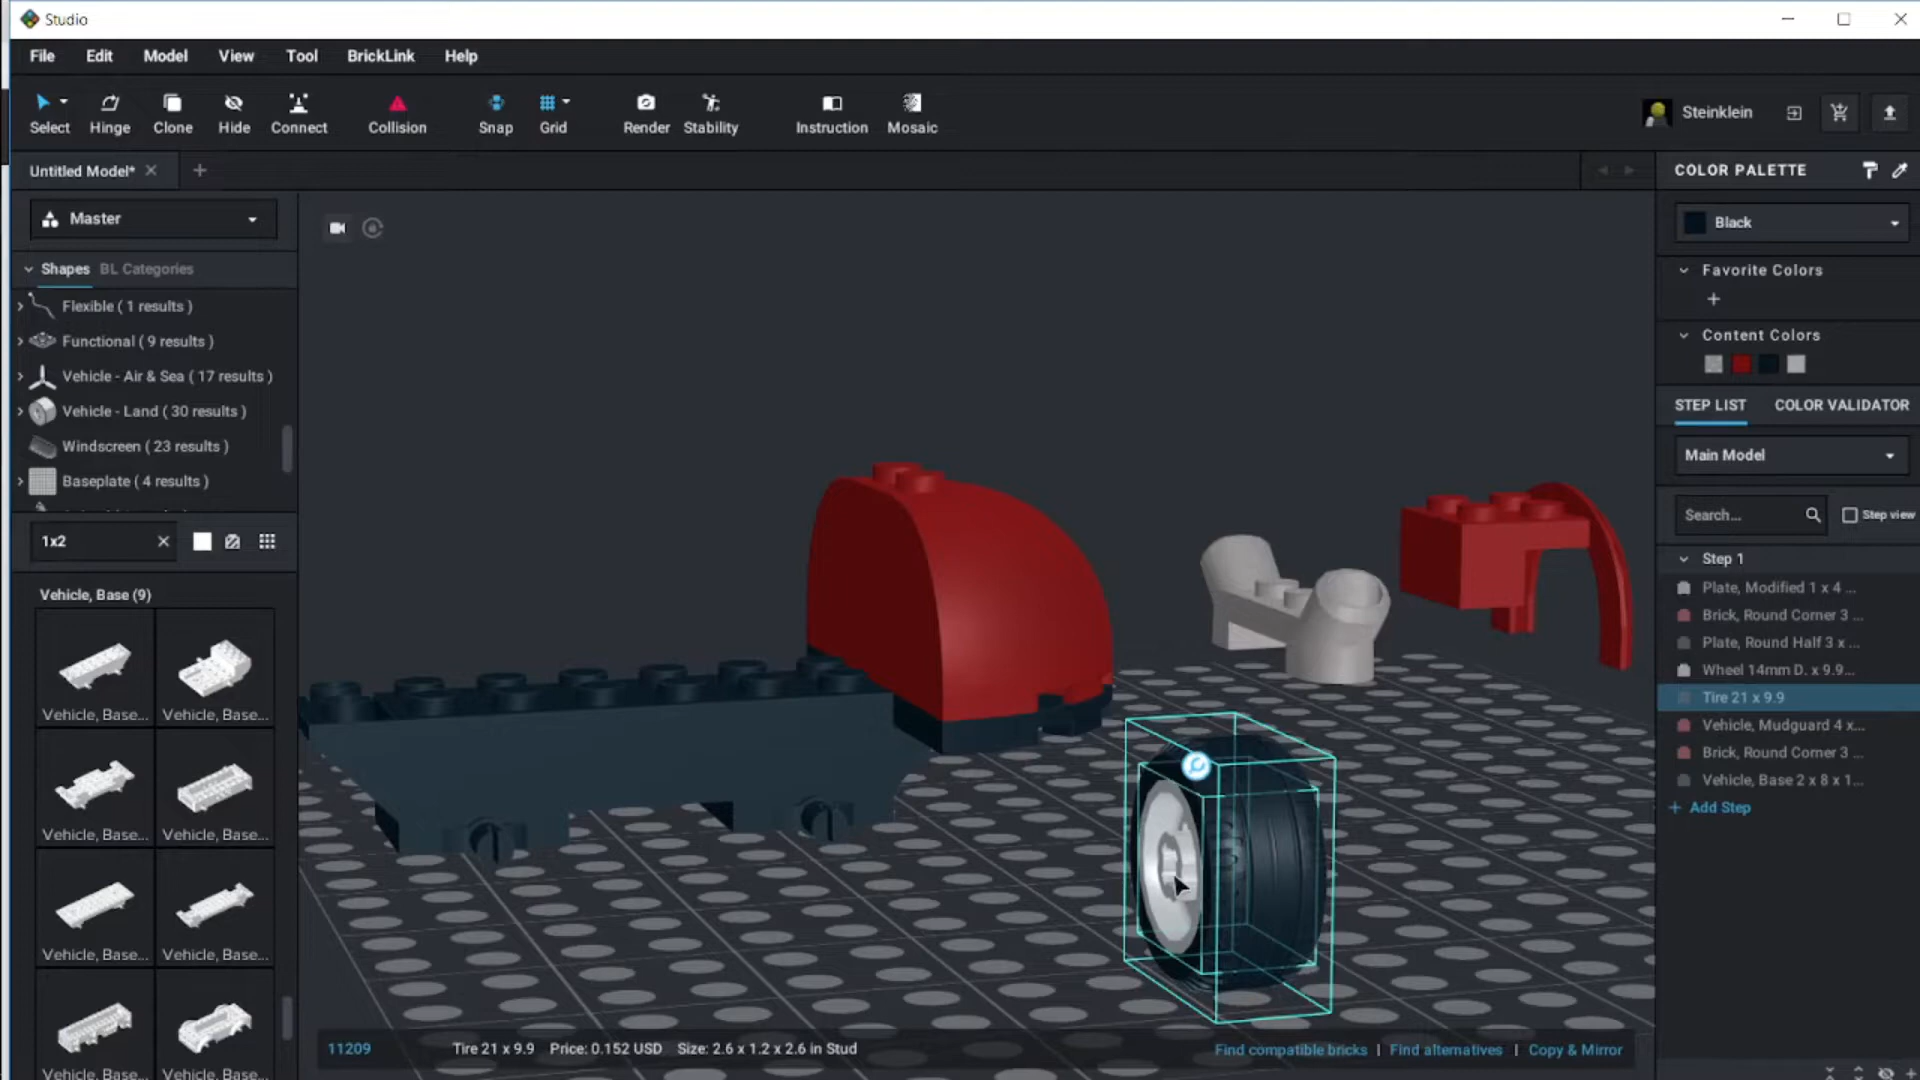 Studio
File Edit Model View Tool BrickLink Help
Select Hinge Clone Hide Connect Collision Snap Grid Render Stability Instruction Mosaic
Steinklein
Untitled Model*
Master
Shapes BL Categories
Flexible ( 1 results )
Functional ( 9 results )
Vehicle - Air & Sea ( 17 results )
Vehicle - Land ( 30 results )
Windscreen ( 23 results )
Baseplate ( 4 results )
1x2
Vehicle, Base (9)
Vehicle, Base... Vehicle, Base...
Vehicle, Base... Vehicle, Base...
Vehicle, Base... Vehicle, Base...
Vehicle, Base... Vehicle, Base...
11209 Tire 21 x 9.9 Price: 0.152 USD Size: 2.6 x 1.2 x 2.6 in Stud
Find compatible bricks | Find alternatives | Copy & Mirror
COLOR PALETTE
Black
Favorite Colors
Content Colors
STEP LIST COLOR VALIDATOR
Main Model
Search... Step view
Step 1
Plate, Modified 1 x 4 ...
Brick, Round Corner 3 ...
Plate, Round Half 3 x ...
Wheel 14mm D. x 9.9...
Tire 21 x 9.9
Vehicle, Mudguard 4 x...
Brick, Round Corner 3 ...
Vehicle, Base 2 x 8 x 1...
+ Add Step